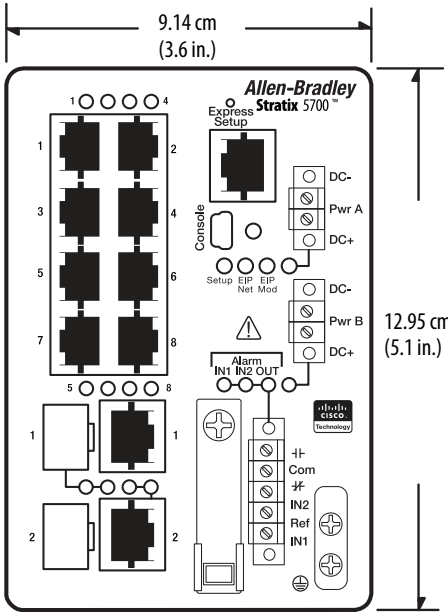 9.14 cm
(3.6 in.)
Allen-Bradley
Stratix 5700™
1 4
Express
Setup
1 2
DC-
Pwr A
3 4
Console
DC+
5 6
Setup EIP Net EIP Mod
DC-
7 8
Pwr B
12.95 cm
(5.1 in.)
DC+
Alarm
IN1 IN2 OUT
5 8
CISCO
Technology
1 1
Com
IN2
Ref
IN1
2 2